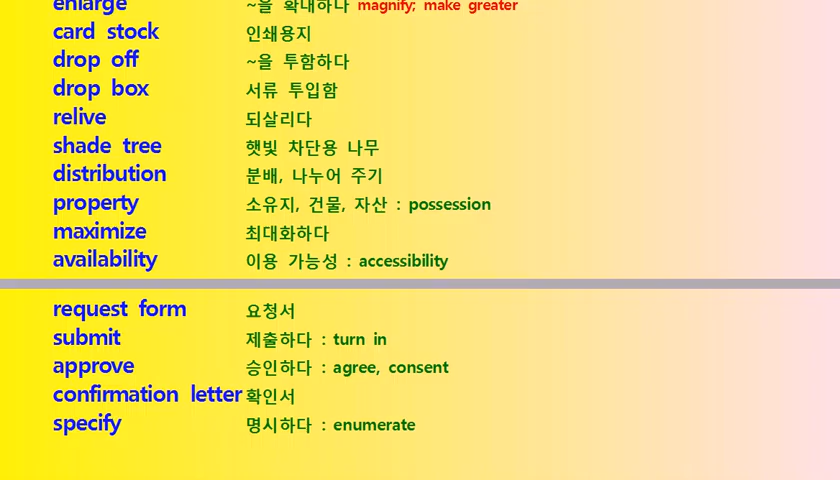 enlarge ~을 확대하다 magnify; make greater
card stock 인쇄용지
drop off ~을 투함하다
drop box 서류 투입함
relive 되살리다
shade tree 햇빛 차단용 나무
distribution 분배, 나누어 주기
property 소유지, 건물, 자산 : possession
maximize 최대화하다
availability 이용 가능성 : accessibility
request form 요청서
submit 제출하다 : turn in
approve 승인하다 : agree, consent
confirmation letter 확인서
specify 명시하다 : enumerate